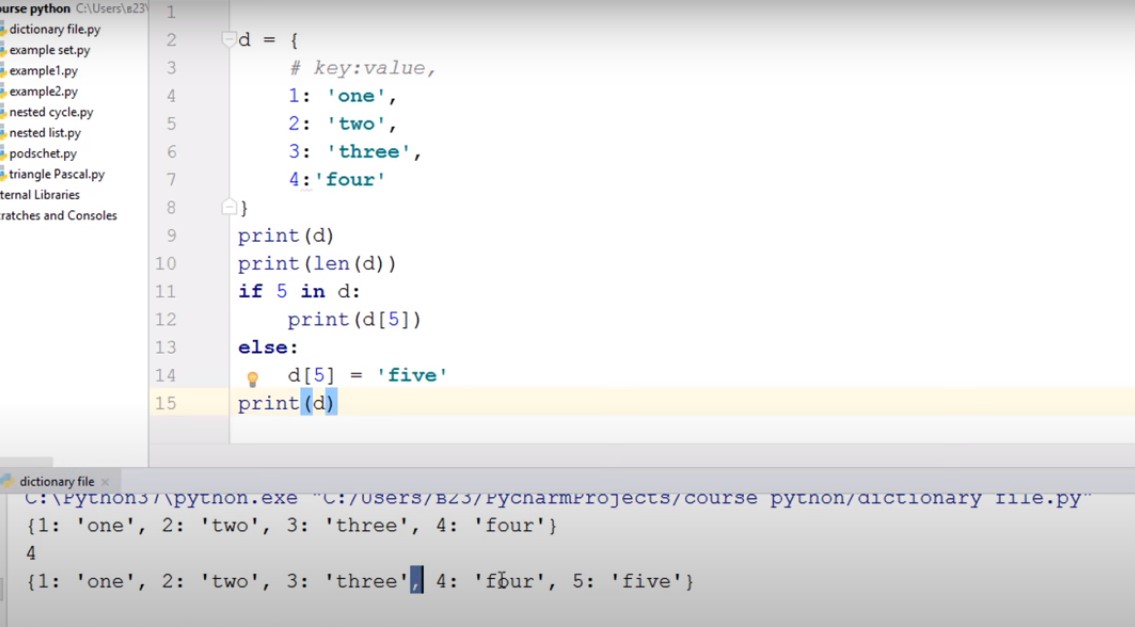 course python C:\Users\в23\
dictionary file.py
example set.py
example1.py
example2.py
nested cycle.py
nested list.py
podschet.py
triangle Pascal.py
External Libraries
Scratches and Consoles
1
2 d = {
3 # key:value,
4 1: 'one',
5 2: 'two',
6 3: 'three',
7 4:'four'
8 }
9 print(d)
10 print(len(d))
11 if 5 in d:
12 print(d[5])
13 else:
14 d[5] = 'five'
15 print(d)
dictionary file
C:\Python37\python.exe "C:/Users/в23/PycharmProjects/course python/dictionary file.py"
{1: 'one', 2: 'two', 3: 'three', 4: 'four'}
4
{1: 'one', 2: 'two', 3: 'three', 4: 'four', 5: 'five'}